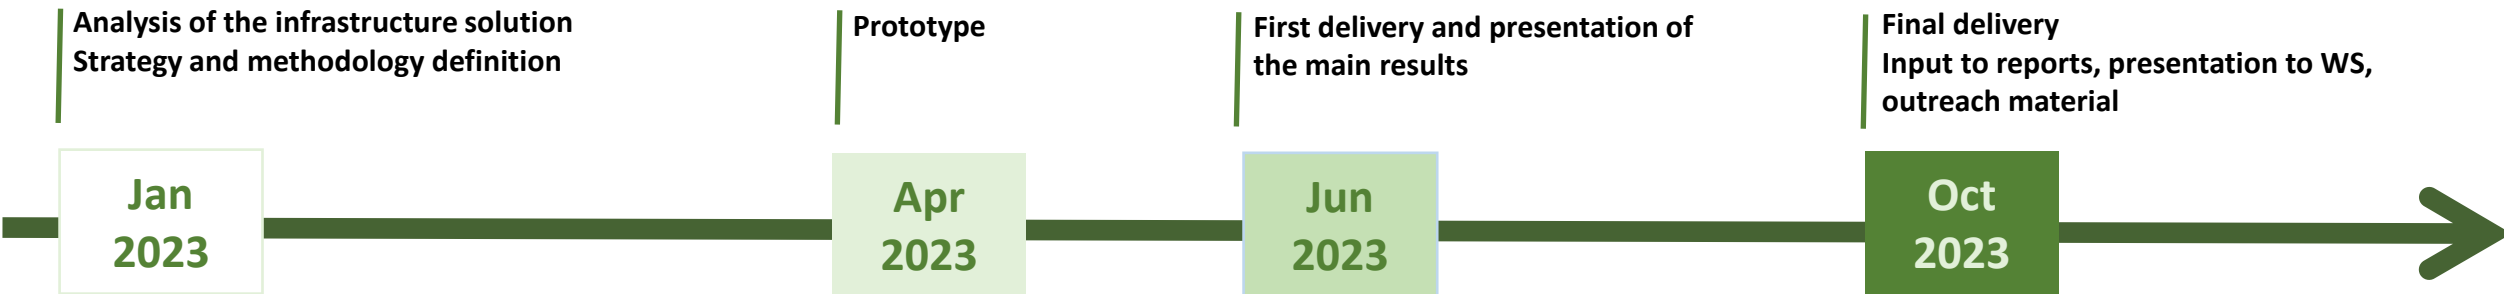 Analysis of the infrastructure solution
Strategy and methodology definition
Prototype
First delivery and presentation of
the main results
Final delivery
Input to reports, presentation to WS,
outreach material
Jan
2023
Apr
2023
Jun
2023
Oct
2023